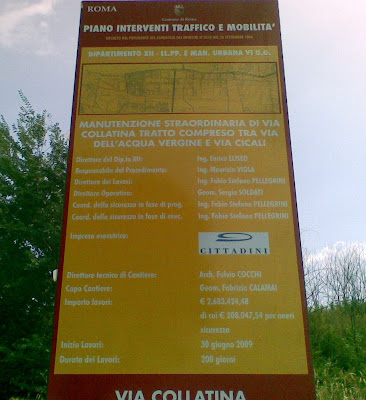 ROMA
Comune di Roma
PIANO INTERVENTI TRAFFICO E MOBILITA'
DIPARTIMENTO XII - LL.PP. E MAN. URBANA VI U.O.
MANUTENZIONE STRAORDINARIA DI VIA
COLLATINA TRATTO COMPRESO TRA VIA
DELL'ACQUA VERGINE E VIA CICALI
Direttore del Dip.to XII: Ing. Enrico ELISEO
Responsabile del Procedimento: Ing. Maurizio VIOLA
Direttore dei Lavori: Ing. Fabio Stefano PELLEGRINI
Direttore Operativo: Geom. Sergio SOLDATI
Coord. della sicurezza in fase di prog. Ing. Fabio Stefano PELLEGRINI
Coord. della sicurezza in fase di esec. Ing. Fabio Stefano PELLEGRINI
Impresa esecutrice:
CITTADINI
Direttore tecnico di Cantiere: Arch. Fulvio COCCHI
Capo Cantiere: Geom. Fabrizio CALAMAI
Importo lavori: € 2.683.424,48
di cui € 308.047,54 per oneri
sicurezza
Inizio Lavori: 30 giugno 2009
Durata dei Lavori: 200 giorni
VIA COLLATINA